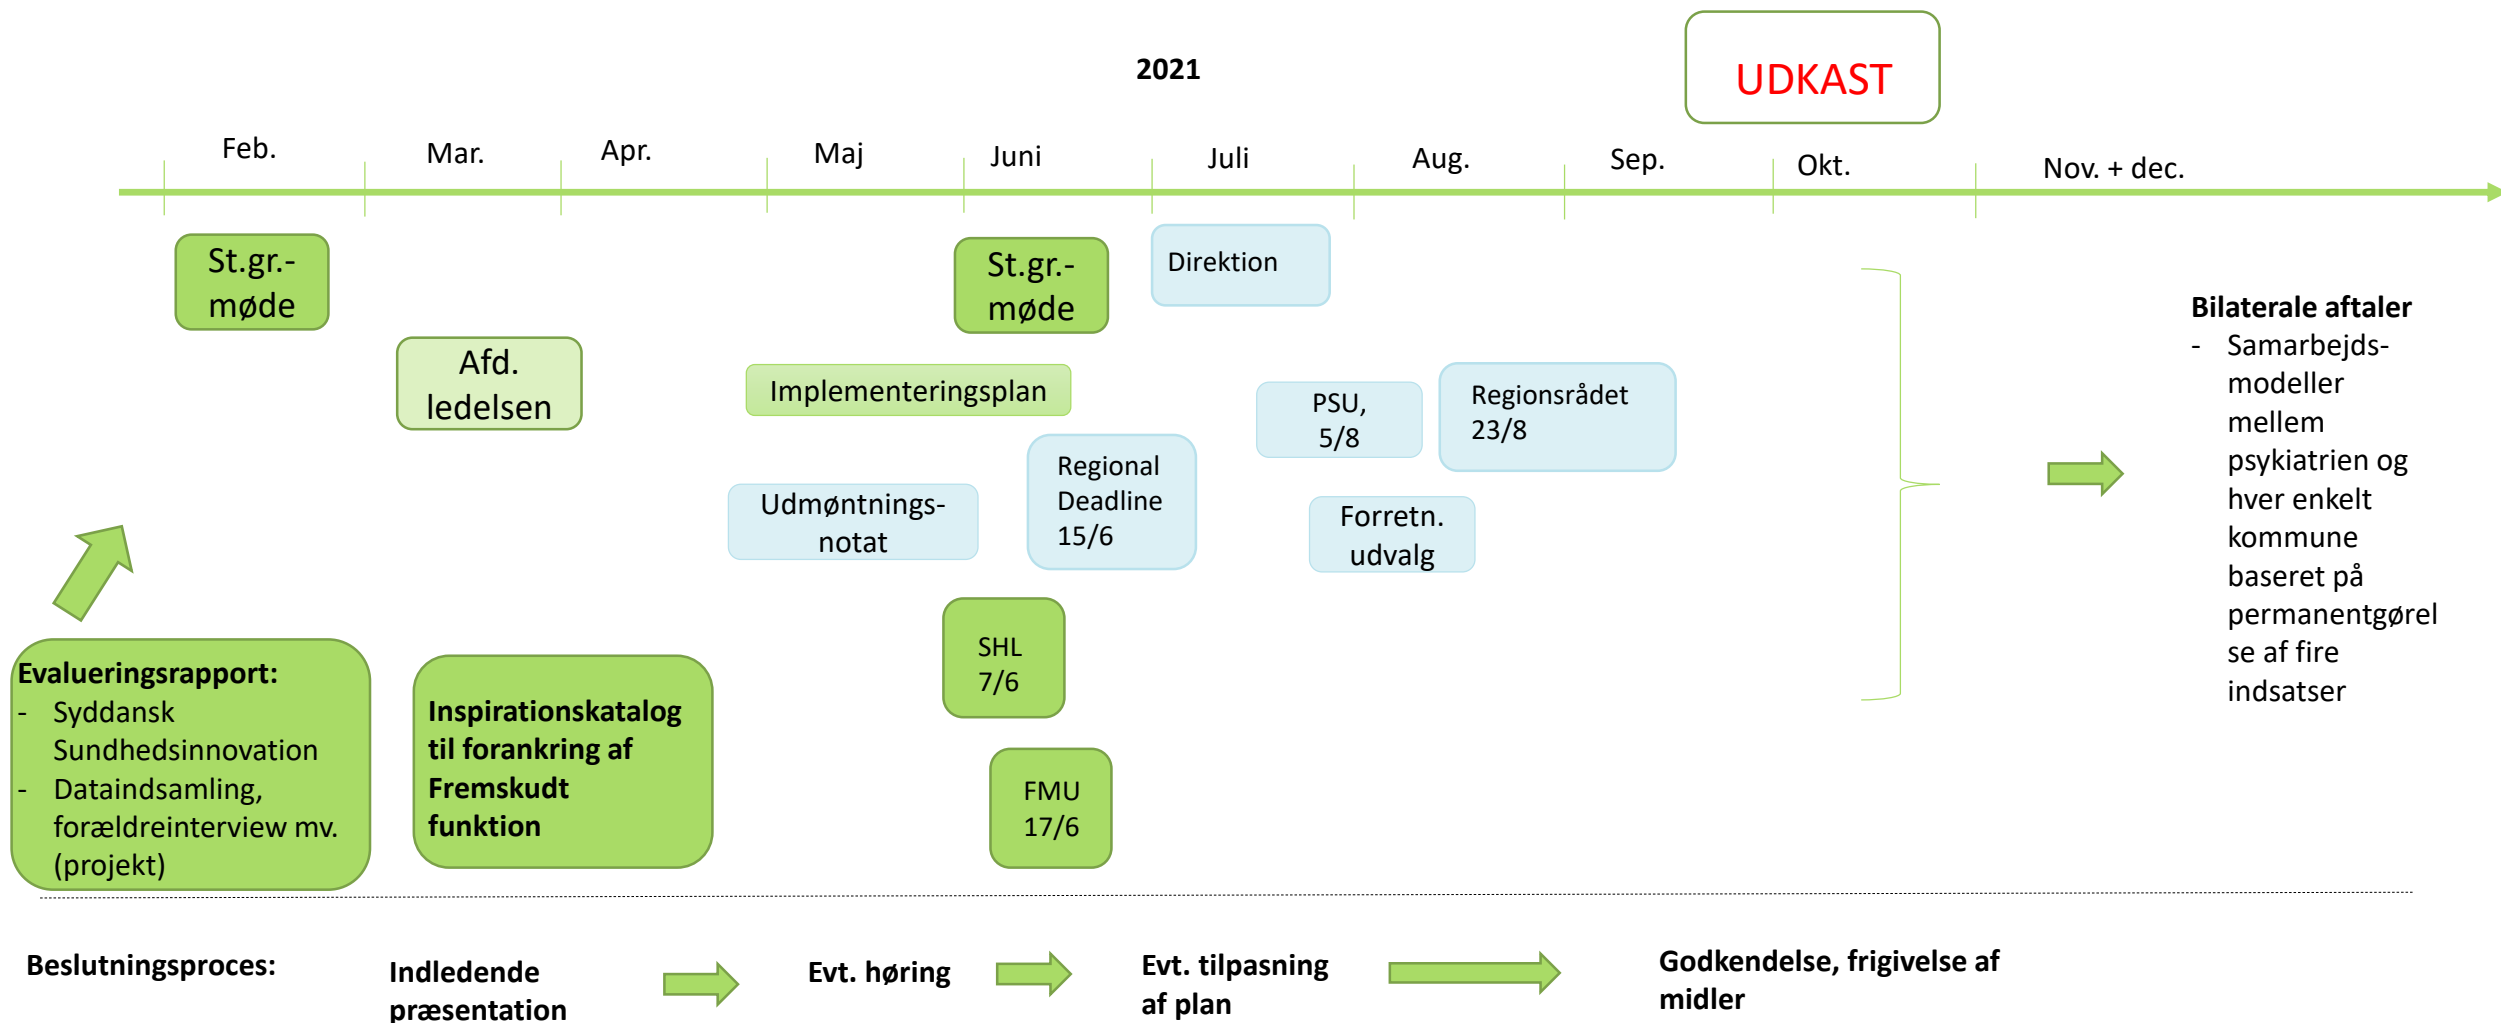 2021
UDKAST
Feb.
Mar.
Apr.
Maj
Juni
Juli
Aug.
Sep.
Okt.
Nov. + dec.
St.gr.-
møde
St.gr.-
møde
Direktion
Afd.
ledelsen
Implementeringsplan
PSU,
5/8
Regionsrådet
23/8
Udmøntnings-
notat
Regional
Deadline
15/6
Forretn.
udvalg
SHL
7/6
FMU
17/6
Evalueringsrapport:
- Syddansk
Sundhedsinnovation
- Dataindsamling,
forældreinterview mv.
(projekt)
Inspirationskatalog
til forankring af
Fremskudt
funktion
Bilaterale aftaler
- Samarbejds-
modeller
mellem
psykiatrien og
hver enkelt
kommune
baseret på
permanentgørel
se af fire
indsatser
Beslutningsproces:
Indledende
præsentation
Evt. høring
Evt. tilpasning
af plan
Godkendelse, frigivelse af
midler